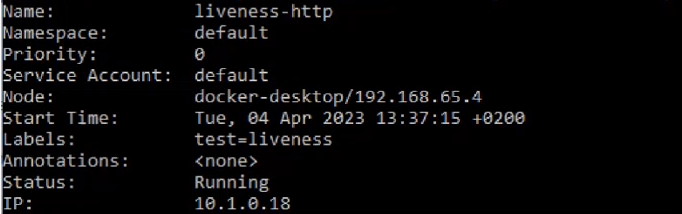 Name: liveness-http
Namespace: default
Priority: 0
Service Account: default
Node: docker-desktop/192.168.65.4
Start Time: Tue, 04 Apr 2023 13:37:15 +0200
Labels: test=liveness
Annotations: <none>
Status: Running
IP: 10.1.0.18